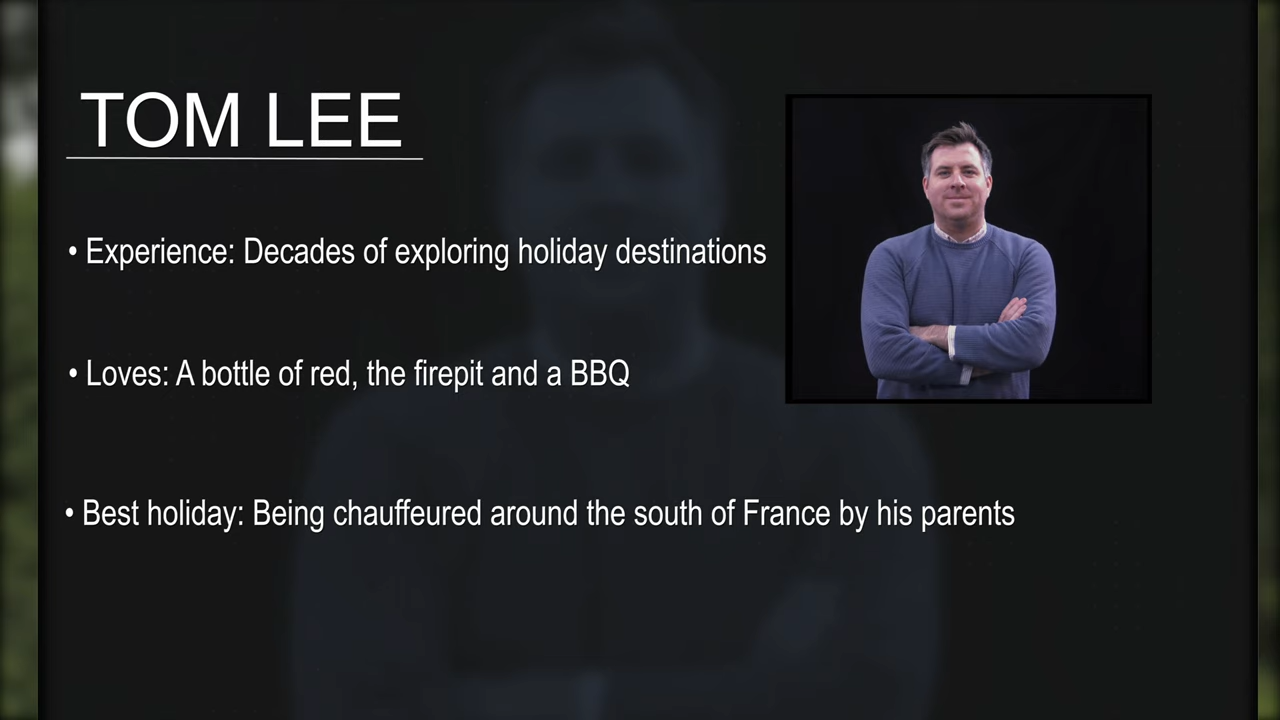 TOM LEE
• Experience: Decades of exploring holiday destinations
• Loves: A bottle of red, the firepit and a BBQ
• Best holiday: Being chauffeured around the south of France by his parents